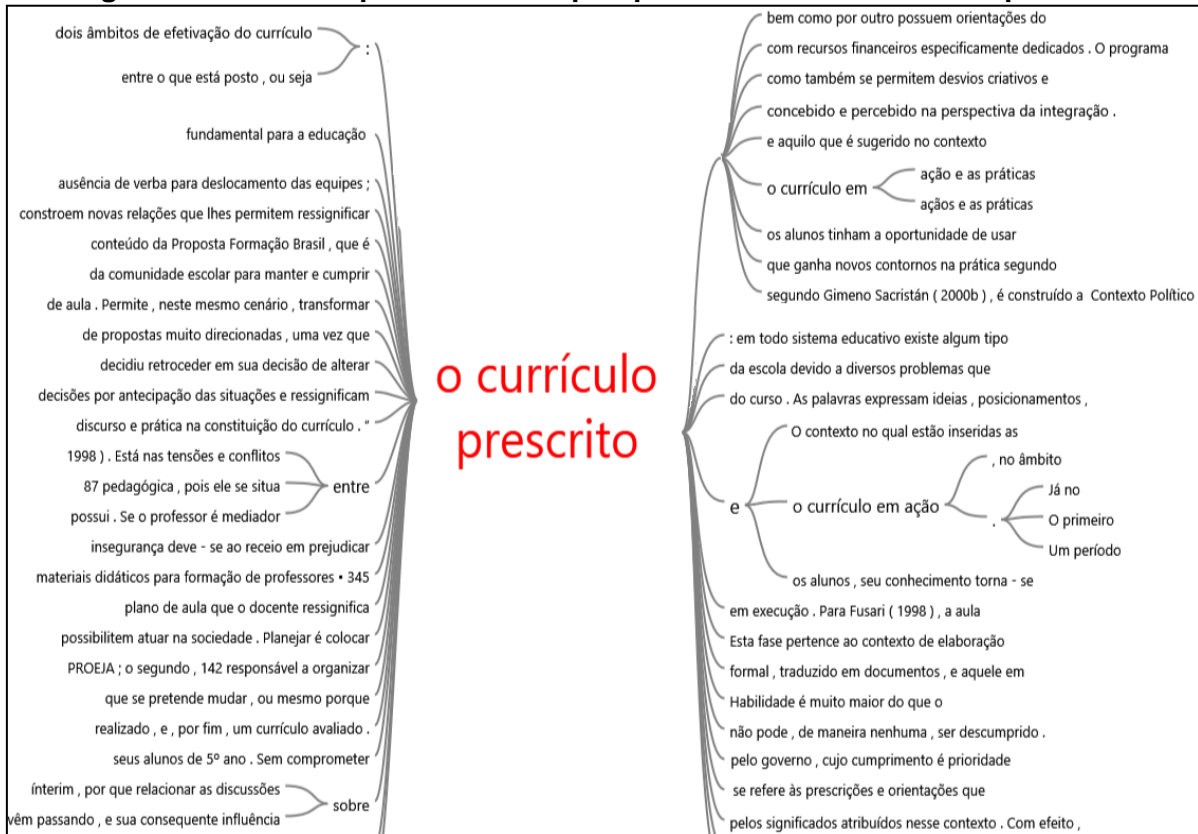 dois âmbitos de efetivação do currículo
entre o que está posto , ou seja
:
fundamental para a educação
ausência de verba para deslocamento das equipes ;
constroem novas relações que lhes permitem ressignificar
conteúdo da Proposta Formação Brasil , que é
da comunidade escolar para manter e cumprir
de aula . Permite , neste mesmo cenário , transformar
de propostas muito direcionadas , uma vez que
decidiu retroceder em sua decisão de alterar
decisões por antecipação das situações e ressignificam
discurso e prática na constituição do currículo . "
1998 ) . Está nas tensões e conflitos
87 pedagógica , pois ele se situa
possui . Se o professor é mediador
entre
insegurança deve - se ao receio em prejudicar
materiais didáticos para formação de professores • 345
plano de aula que o docente ressignifica
possibilitem atuar na sociedade . Planejar é colocar
PROEJA ; o segundo , 142 responsável a organizar
que se pretende mudar , ou mesmo porque
realizado , e , por fim , um currículo avaliado .
seus alunos de 5º ano . Sem comprometer
ínterim , por que relacionar as discussões
vêm passando , e sua consequente influência
sobre
o currículo
prescrito
bem como por outro possuem orientações do
com recursos financeiros especificamente dedicados . O programa
como também se permitem desvios criativos e
concebido e percebido na perspectiva da integração .
e aquilo que é sugerido no contexto
o currículo em
ação e as práticas
açãos e as práticas
os alunos tinham a oportunidade de usar
que ganha novos contornos na prática segundo
segundo Gimeno Sacristán ( 2000b ) , é construído a Contexto Político
: em todo sistema educativo existe algum tipo
da escola devido a diversos problemas que
do curso . As palavras expressam ideias , posicionamentos ,
e
O contexto no qual estão inseridas as
o currículo em ação
, no âmbito
.
Já no
O primeiro
Um período
os alunos , seu conhecimento torna - se
em execução . Para Fusari ( 1998 ) , a aula
Esta fase pertence ao contexto de elaboração
formal , traduzido em documentos , e aquele em
Habilidade é muito maior do que o
não pode , de maneira nenhuma , ser descumprido .
pelo governo , cujo cumprimento é prioridade
se refere às prescrições e orientações que
pelos significados atribuídos nesse contexto . Com efeito ,